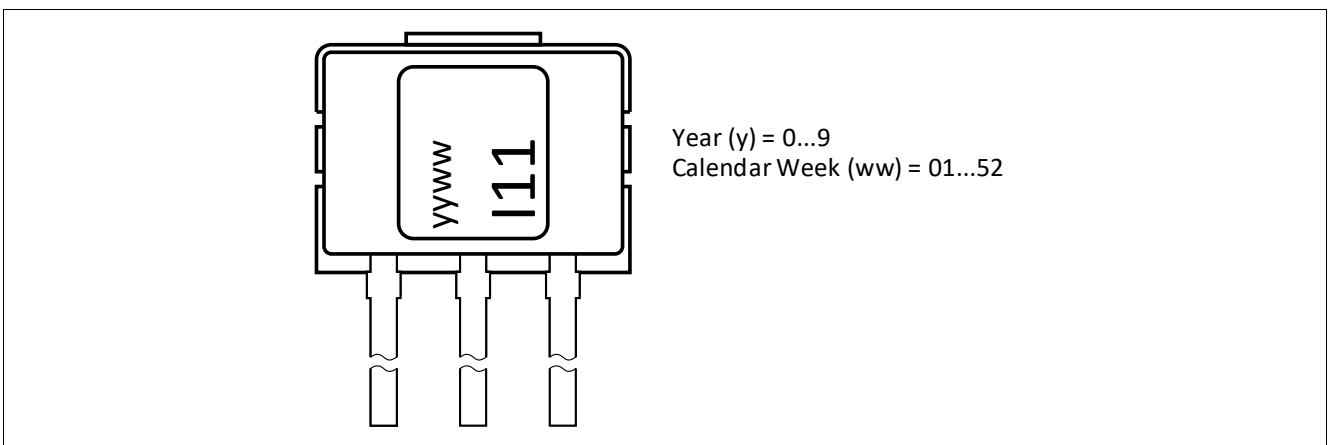 yyww
I11
Year (y) = 0...9
Calendar Week (ww) = 01...52